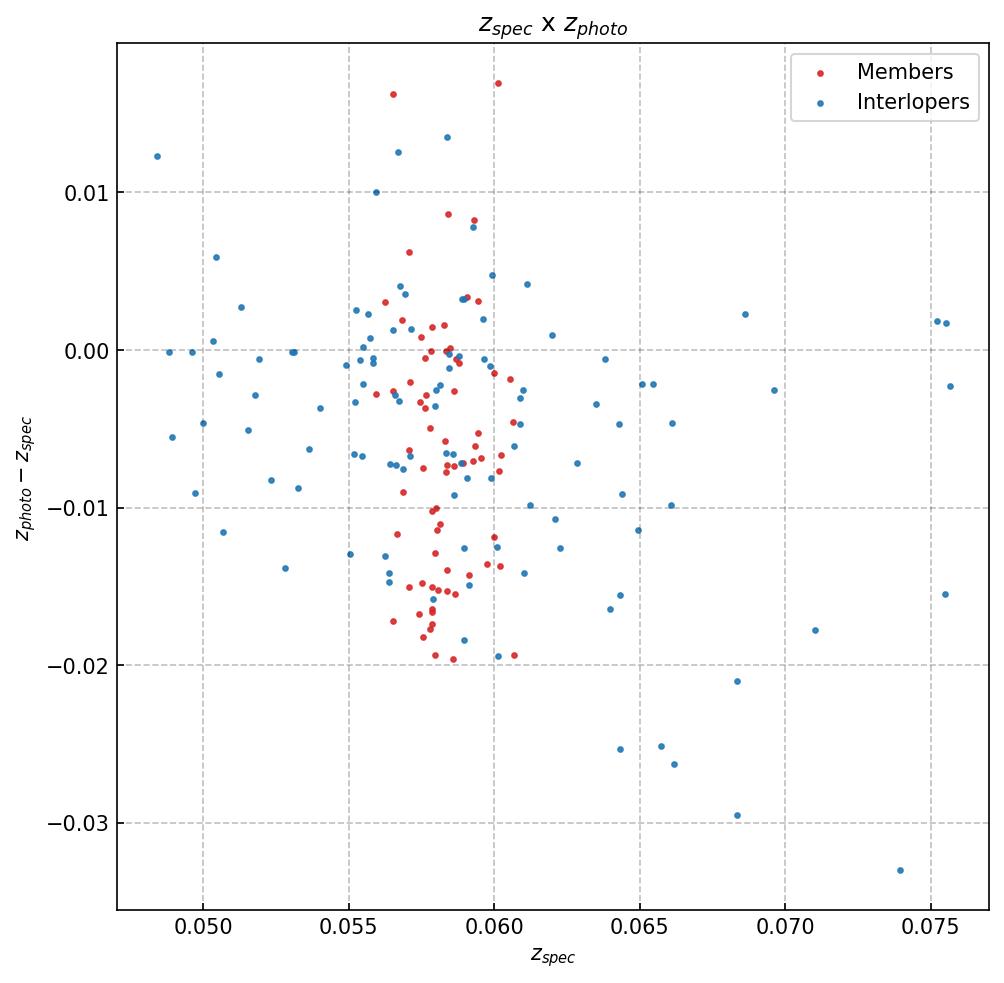 z_spec x z_photo
Members
Interlopers
0.01
0.00
−0.01
−0.02
−0.03
z_photo − z_spec
0.050 0.055 0.060 0.065 0.070 0.075
z_spec